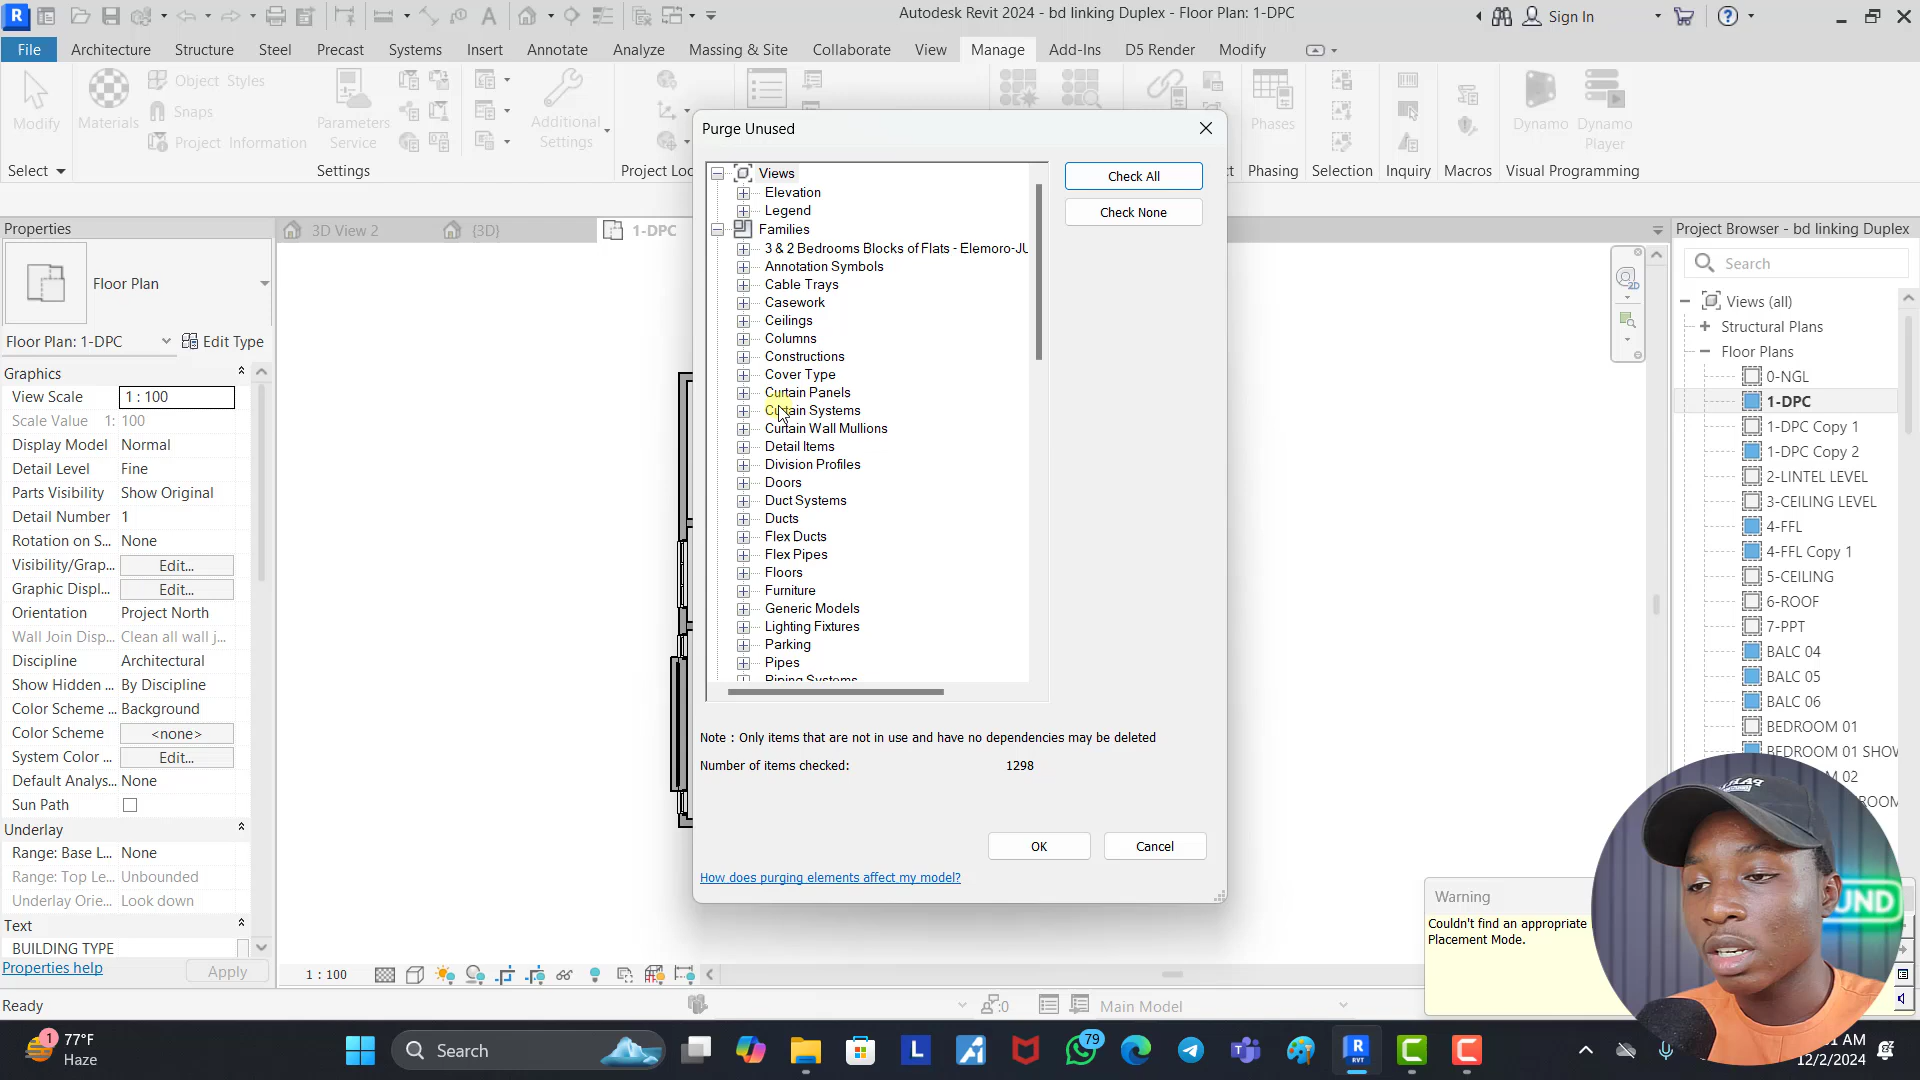 Autodesk Revit 2024 - bd linking Duplex - Floor Plan: 1-DPC
Sign In
File Architecture Structure Steel Precast Systems Insert Annotate Analyze Massing & Site Collaborate View Manage Add-Ins D5 Render Modify
Modify
Materials
Object Styles
Snaps
Project Information
Parameters
Service
Additional
Settings
Phases
Dynamo
Dynamo
Player
Select
Settings
Project Loc
Phasing
Selection
Inquiry
Macros
Visual Programming
Properties
Floor Plan
Floor Plan: 1-DPC
Edit Type
Graphics
View Scale 1 : 100
Scale Value 1: 100
Display Model Normal
Detail Level Fine
Parts Visibility Show Original
Detail Number 1
Rotation on S... None
Visibility/Grap... Edit...
Graphic Displ... Edit...
Orientation Project North
Wall Join Disp... Clean all wall j...
Discipline Architectural
Show Hidden ... By Discipline
Color Scheme ... Background
Color Scheme <none>
System Color ... Edit...
Default Analys... None
Sun Path
Underlay
Range: Base L... None
Range: Top Le... Unbounded
Underlay Orie... Look down
Text
BUILDING TYPE
Properties help
Apply
Ready
3D View 2
{3D}
1-DPC
Purge Unused
Views
Elevation
Legend
Families
3 & 2 Bedrooms Blocks of Flats - Elemoro-JU
Annotation Symbols
Cable Trays
Casework
Ceilings
Columns
Constructions
Cover Type
Curtain Panels
Curtain Systems
Curtain Wall Mullions
Detail Items
Division Profiles
Doors
Duct Systems
Ducts
Flex Ducts
Flex Pipes
Floors
Furniture
Generic Models
Lighting Fixtures
Parking
Pipes
Piping Systems
Check All
Check None
Note : Only items that are not in use and have no dependencies may be deleted
Number of items checked: 1298
OK
Cancel
How does purging elements affect my model?
Project Browser - bd linking Duplex
Search
Views (all)
Structural Plans
Floor Plans
0-NGL
1-DPC
1-DPC Copy 1
1-DPC Copy 2
2-LINTEL LEVEL
3-CEILING LEVEL
4-FFL
4-FFL Copy 1
5-CEILING
6-ROOF
7-PPT
BALC 04
BALC 05
BALC 06
BEDROOM 01
BEDROOM 01 SHOW
02
Warning
Couldn't find an appropriate
Placement Mode.
UND
1 : 100
:0
Main Model
1
77°F
Haze
Search
79
AM
12/2/2024